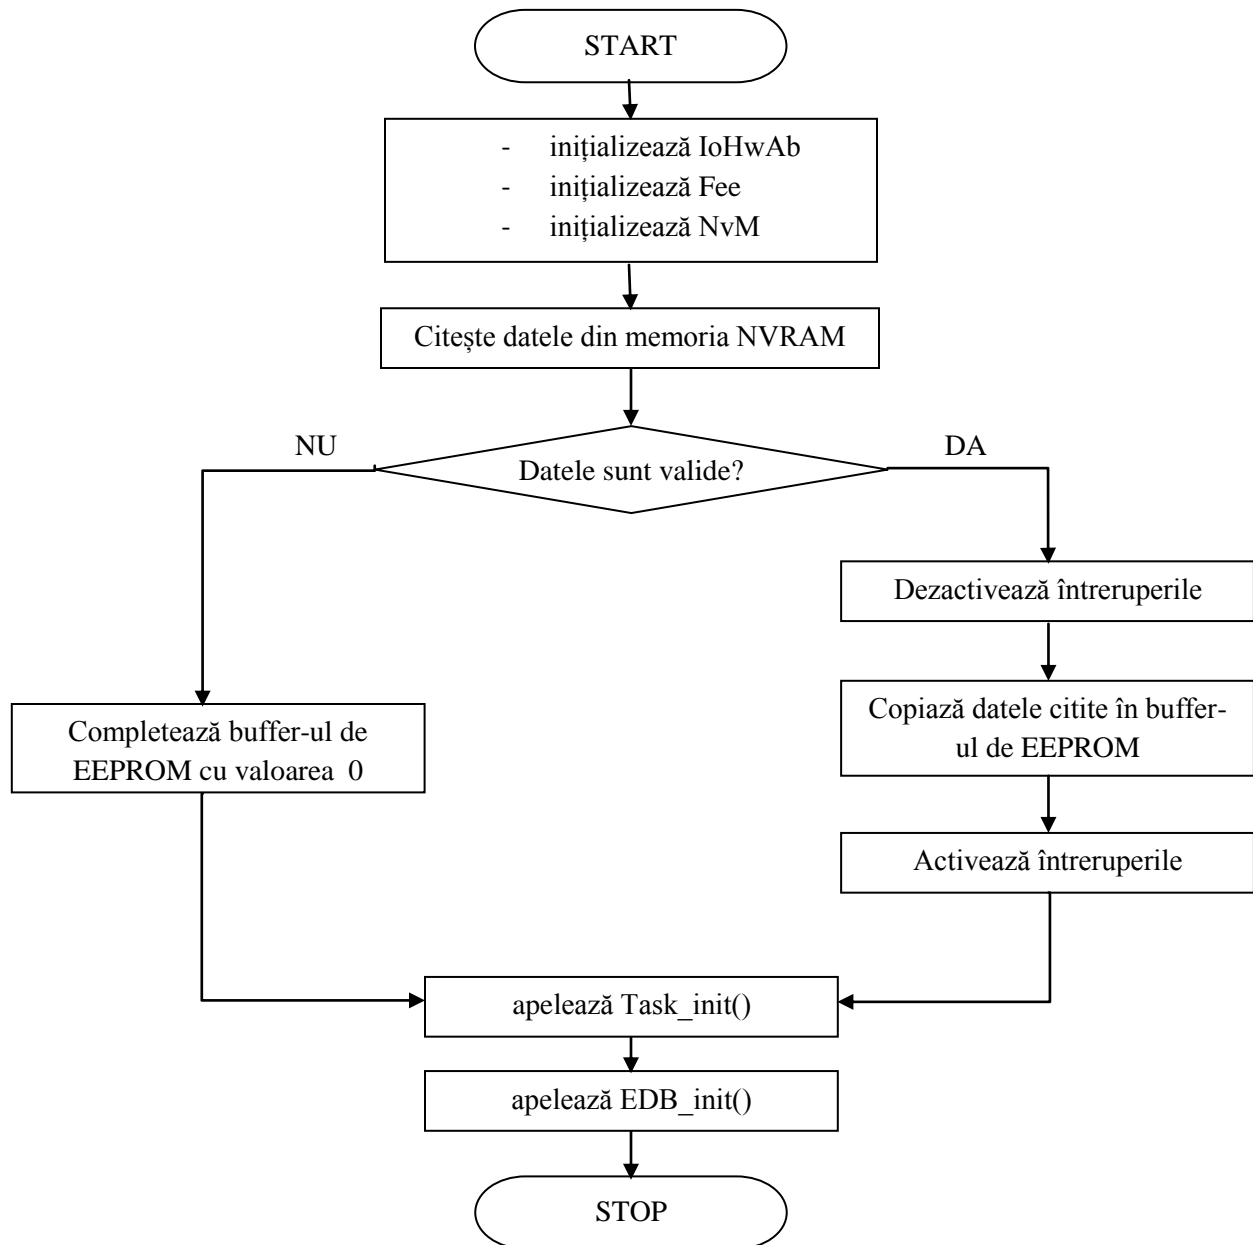 START
- inițializează IoHwAb
- inițializează Fee
- inițializează NvM
Citește datele din memoria NVRAM
NU
DA
Datele sunt valide?
Dezactivează întreruperile
Copiază datele citite în buffer-
ul de EEPROM
Completează buffer-ul de
EEPROM cu valoarea 0
Activează întreruperile
apelează Task_init()
apelează EDB_init()
STOP